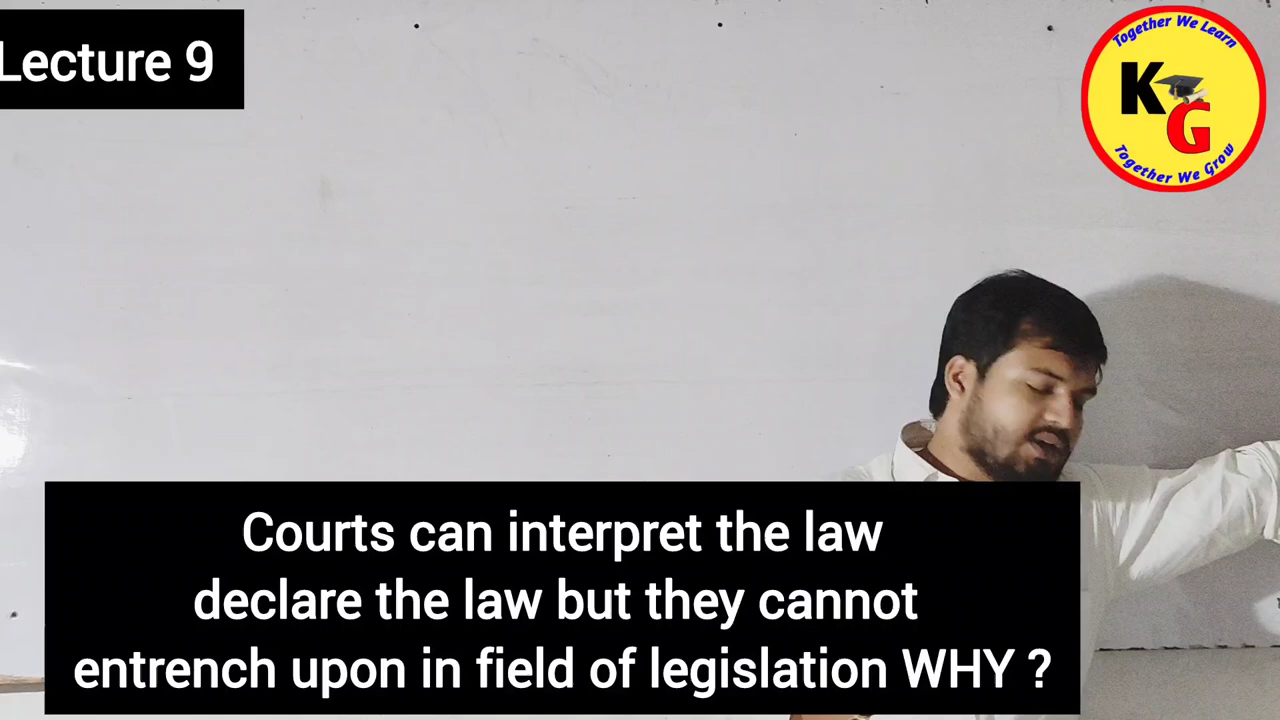 Lecture 9
Together We Learn
KG
Together We Grow
Courts can interpret the law
declare the law but they cannot
entrench upon in field of legislation WHY ?